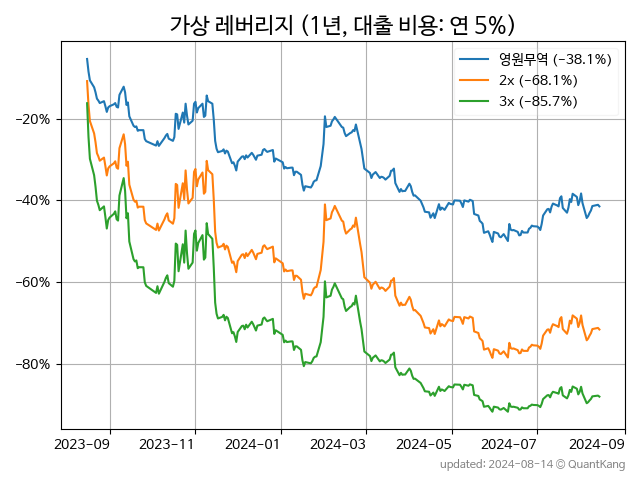 가상 레버리지 (1년, 대출 비용: 연 5%)
영원무역 (−38.1%)
2x (−68.1%)
3x (−85.7%)
−20%
−40%
−60%
−80%
2023-09 2023-11 2024-01 2024-03 2024-05 2024-07 2024-09
updated: 2024-08-14 © QuantKang